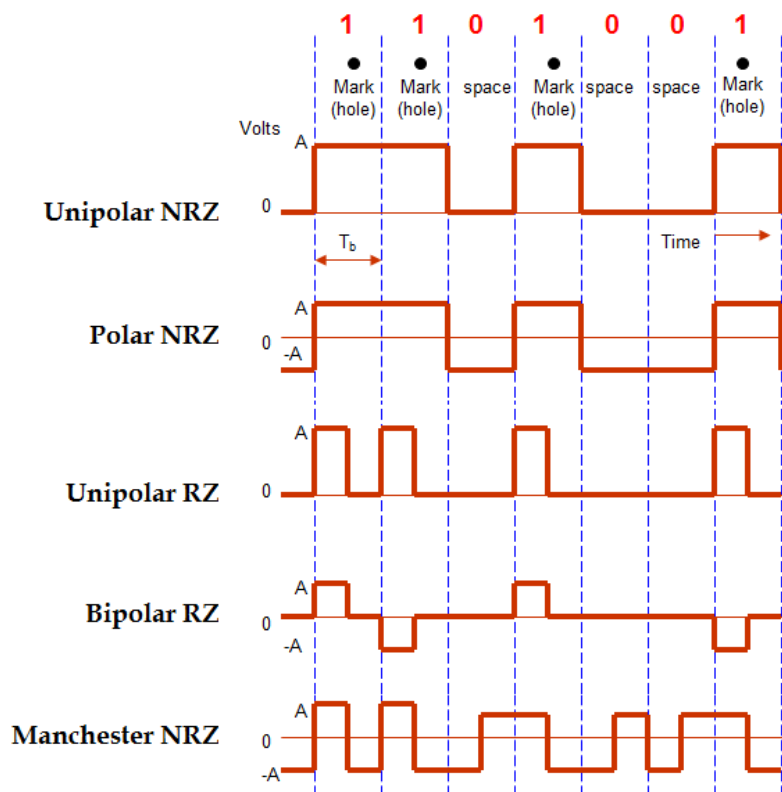 1 1 0 1 0 0 1
Mark Mark space Mark space space Mark
(hole) (hole) (hole) (hole)
Volts
A
Unipolar NRZ 0
T_b Time
A
Polar NRZ 0
-A
A
Unipolar RZ 0
A
Bipolar RZ 0
-A
A
Manchester NRZ 0
-A